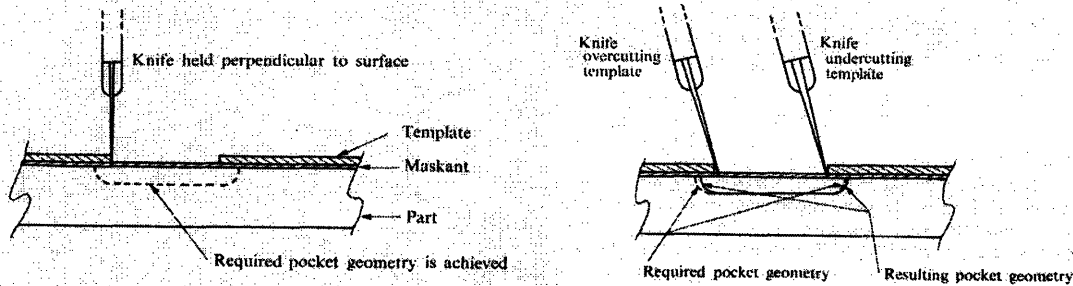 Knife held perpendicular to surface
Template
Maskant
Part
Required pocket geometry is achieved
Knife
overcutting
template
Knife
undercutting
template
Required pocket geometry
Resulting pocket geometry